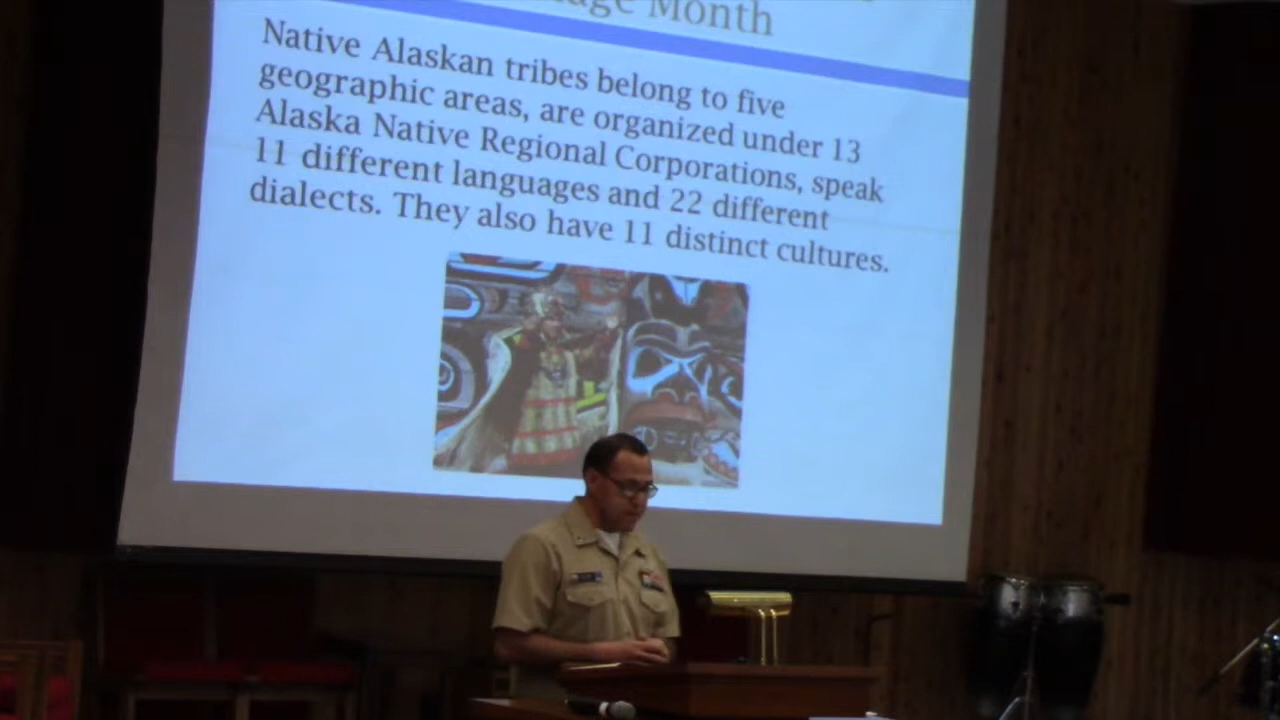 Month
Native Alaskan tribes belong to five
geographic areas, are organized under 13
Alaska Native Regional Corporations, speak
11 different languages and 22 different
dialects. They also have 11 distinct cultures.